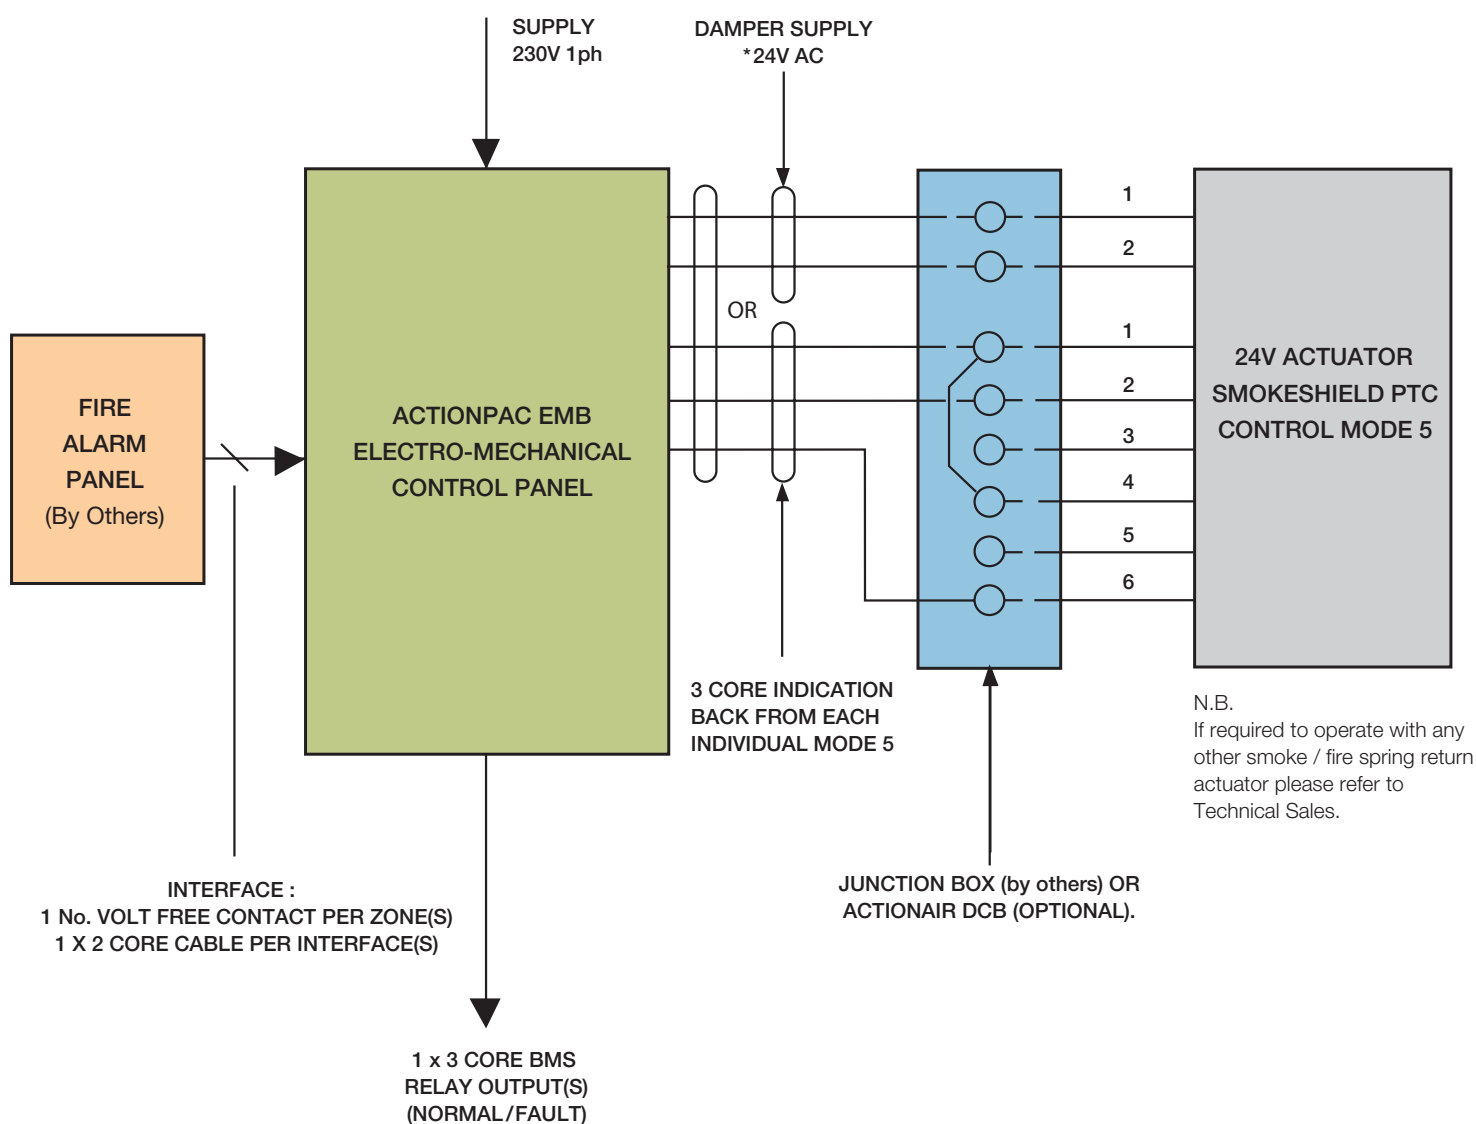 SUPPLY
230V 1ph
DAMPER SUPPLY
*24V AC
1
2
OR
1
2
3
4
5
6
24V ACTUATOR
SMOKESHIELD PTC
CONTROL MODE 5
FIRE
ALARM
PANEL
(By Others)
ACTIONPAC EMB
ELECTRO-MECHANICAL
CONTROL PANEL
3 CORE INDICATION
BACK FROM EACH
INDIVIDUAL MODE 5
N.B.
If required to operate with any
other smoke / fire spring return
actuator please refer to
Technical Sales.
INTERFACE :
1 No. VOLT FREE CONTACT PER ZONE(S)
1 X 2 CORE CABLE PER INTERFACE(S)
JUNCTION BOX (by others) OR
ACTIONAIR DCB (OPTIONAL).
1 x 3 CORE BMS
RELAY OUTPUT(S)
(NORMAL/FAULT)